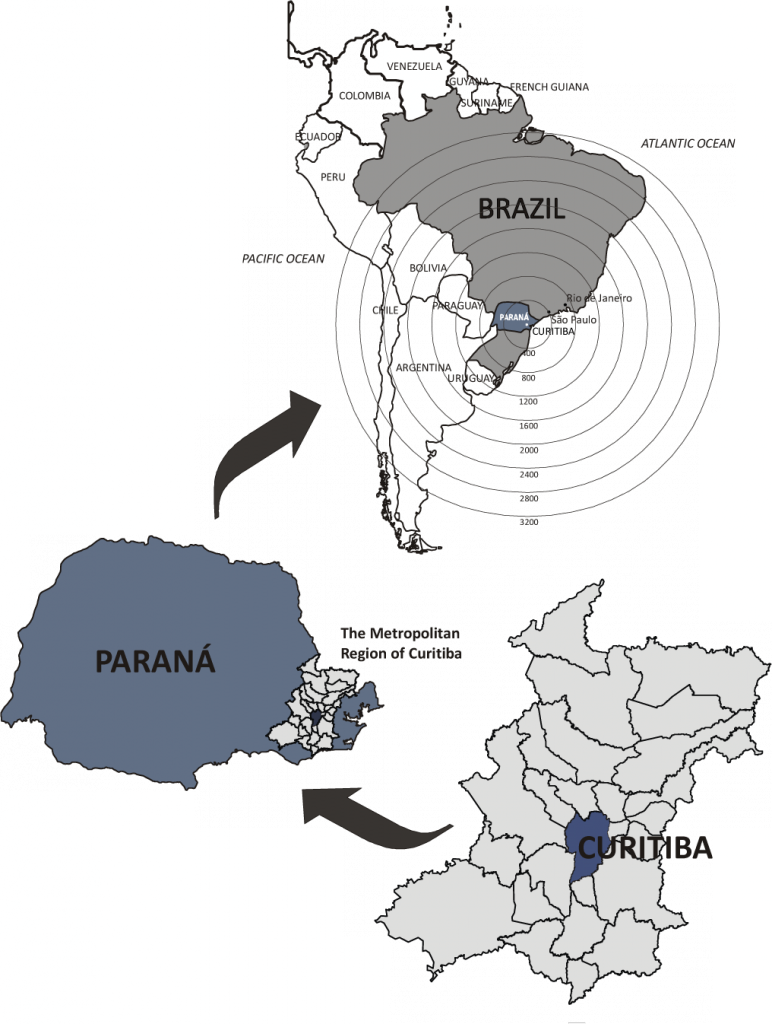 VENEZUELA
GUYANA
FRENCH GUIANA
COLOMBIA
SURINAME
ECUADOR
ATLANTIC OCEAN
PERU
BRAZIL
PACIFIC OCEAN
BOLIVIA
Rio de Janeiro
PARAGUAY
CHILE
PARANÁ
São Paulo
CURITIBA
400
ARGENTINA
URUGUAY
800
1200
1600
2000
2400
2800
3200
The Metropolitan
Region of Curitiba
PARANÁ
CURITIBA